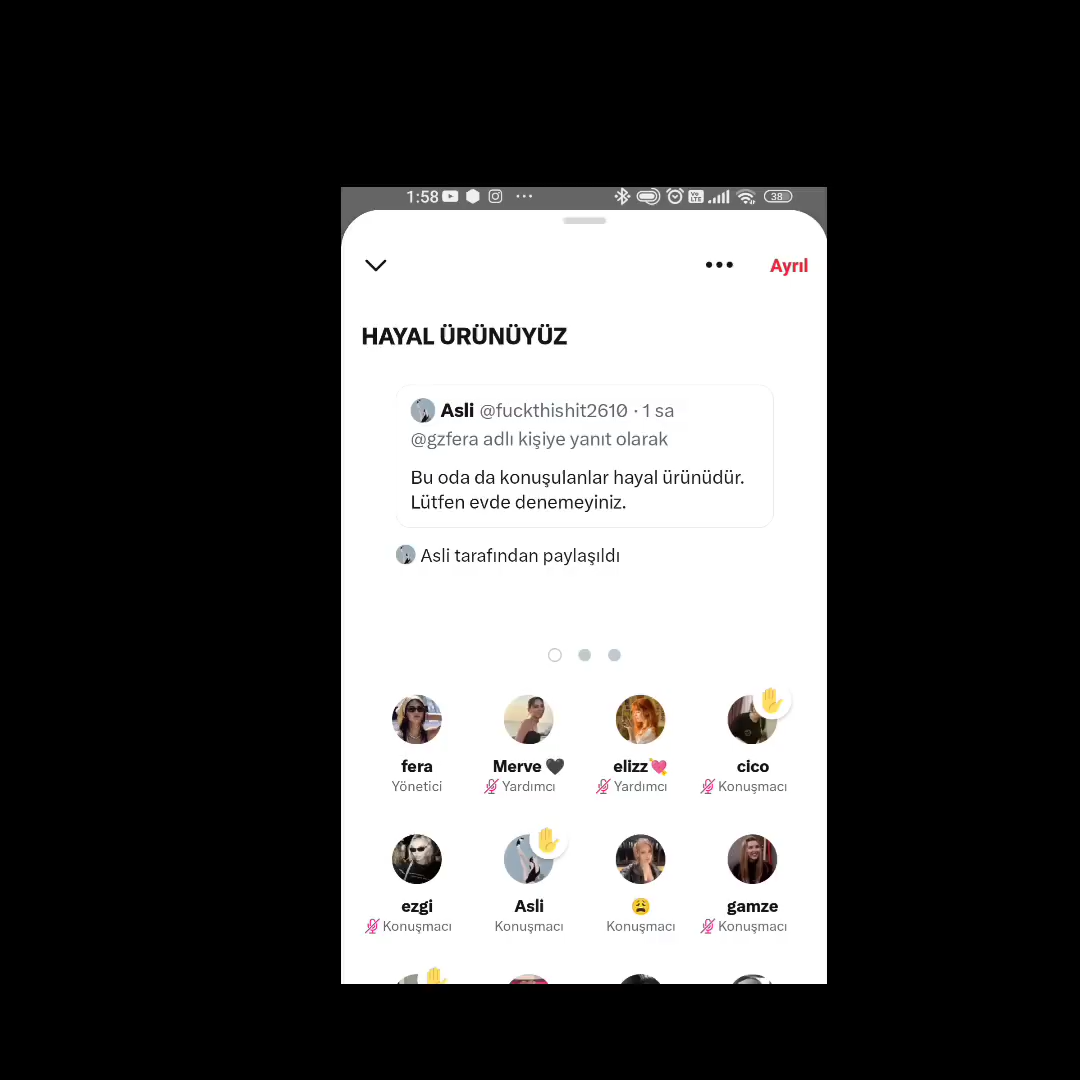 1:58 38
Ayrıl
HAYAL ÜRÜNÜYÜZ
Asli @fuckthishit2610 · 1 sa
@gzfera adlı kişiye yanıt olarak
Bu oda da konuşulanlar hayal ürünüdür.
Lütfen evde denemeyiniz.
Asli tarafından paylaşıldı
fera Merve 🖤 elizz💘 cico
Yönetici Yardımcı Yardımcı Konuşmacı
ezgi Asli 😩 gamze
Konuşmacı Konuşmacı Konuşmacı Konuşmacı